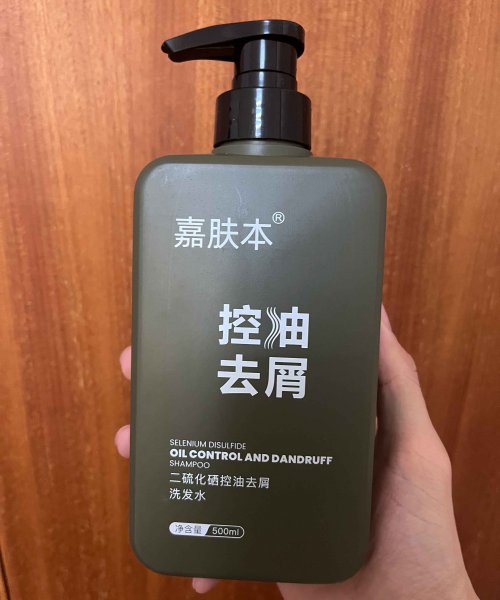 嘉肤本®
控油
去屑
SELENIUM DISULFIDE
OIL CONTROL AND DANDRUFF
SHAMPOO
二硫化硒控油去屑
洗发水
净含量 500ml